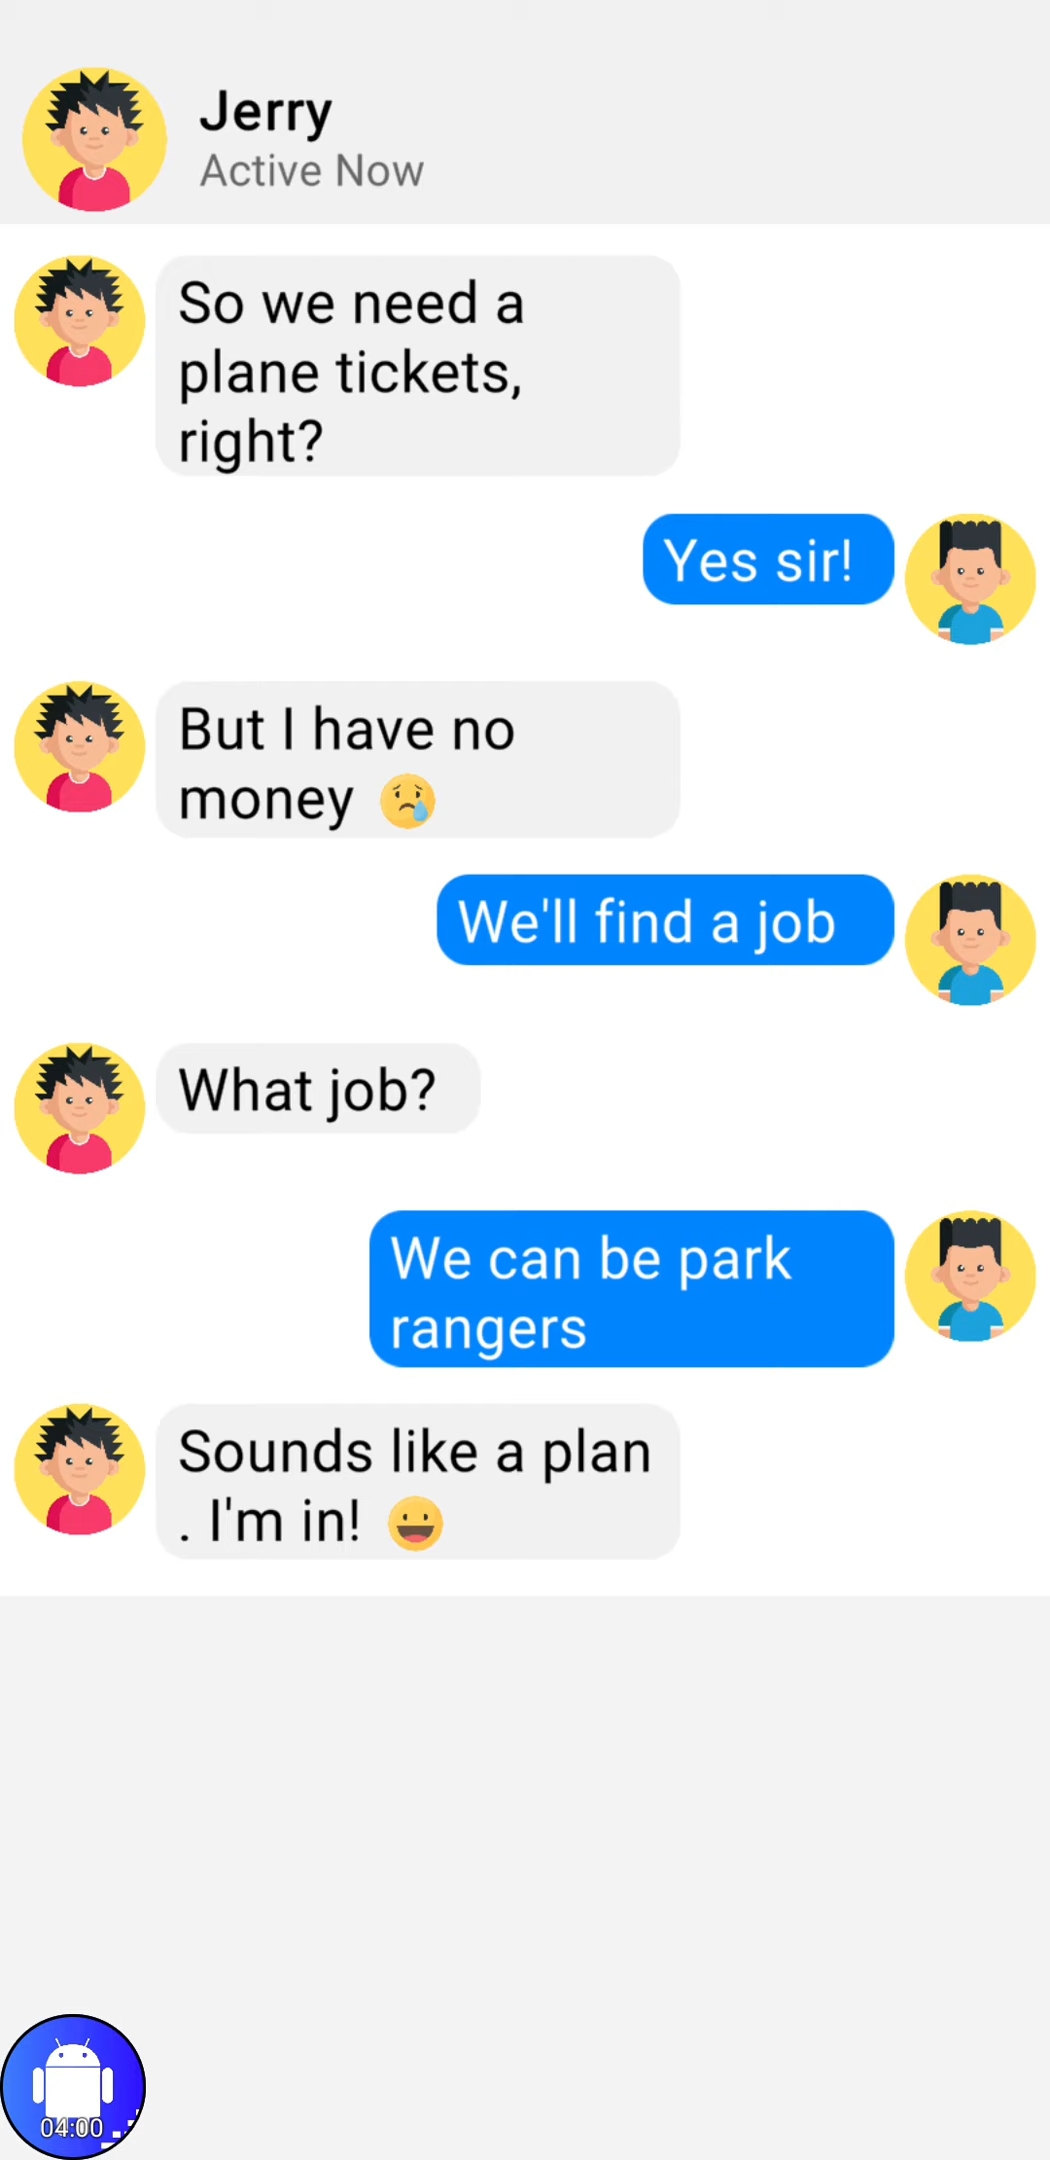 Jerry
Active Now
So we need a
plane tickets,
right?
Yes sir!
But I have no
money 😢
We'll find a job
What job?
We can be park
rangers
Sounds like a plan
. I'm in! 😃
04:00